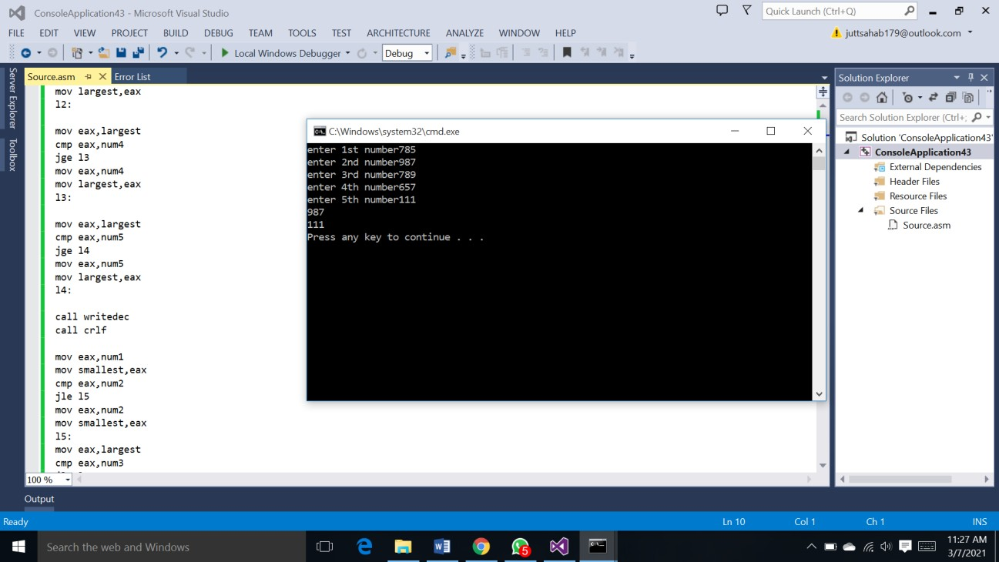 ConsoleApplication43 - Microsoft Visual Studio
Quick Launch (Ctrl+Q)
FILE EDIT VIEW PROJECT BUILD DEBUG TEAM TOOLS TEST ARCHITECTURE ANALYZE WINDOW HELP
juttsahab179@outlook.com
Local Windows Debugger
Debug
Server Explorer
Toolbox
Source.asm
Error List
mov largest,eax
l2:
mov eax,largest
cmp eax,num4
jge l3
mov eax,num4
mov largest,eax
l3:
mov eax,largest
cmp eax,num5
jge l4
mov eax,num5
mov largest,eax
l4:
call writedec
call crlf
mov eax,num1
mov smallest,eax
cmp eax,num2
jle l5
mov eax,num2
mov smallest,eax
l5:
mov eax,largest
cmp eax,num3
100 %
C:\Windows\system32\cmd.exe
enter 1st number785
enter 2nd number987
enter 3rd number789
enter 4th number657
enter 5th number111
987
111
Press any key to continue . . .
Solution Explorer
Search Solution Explorer (Ctrl+;
Solution 'ConsoleApplication43'
ConsoleApplication43
External Dependencies
Header Files
Resource Files
Source Files
Source.asm
Output
Ready
Ln 10
Col 1
Ch 1
INS
Search the web and Windows
5
11:27 AM
3/7/2021